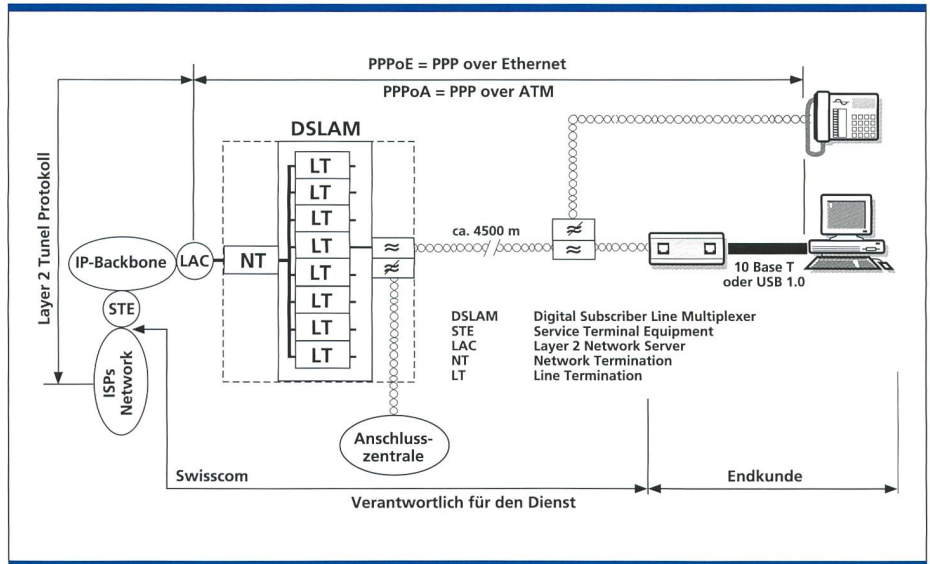 PPPoE = PPP over Ethernet
PPPoA = PPP over ATM
Layer 2 Tunel Protokoll
DSLAM
LT
LT
LT
LT
LT
LT
LT
LT
IP-Backbone
LAC
NT
ca. 4500 m
10 Base T
oder USB 1.0
STE
ISPs
Network
DSLAM Digital Subscriber Line Multiplexer
STE Service Terminal Equipment
LAC Layer 2 Network Server
NT Network Termination
LT Line Termination
Anschluss-
zentrale
Swisscom
Endkunde
Verantwortlich für den Dienst